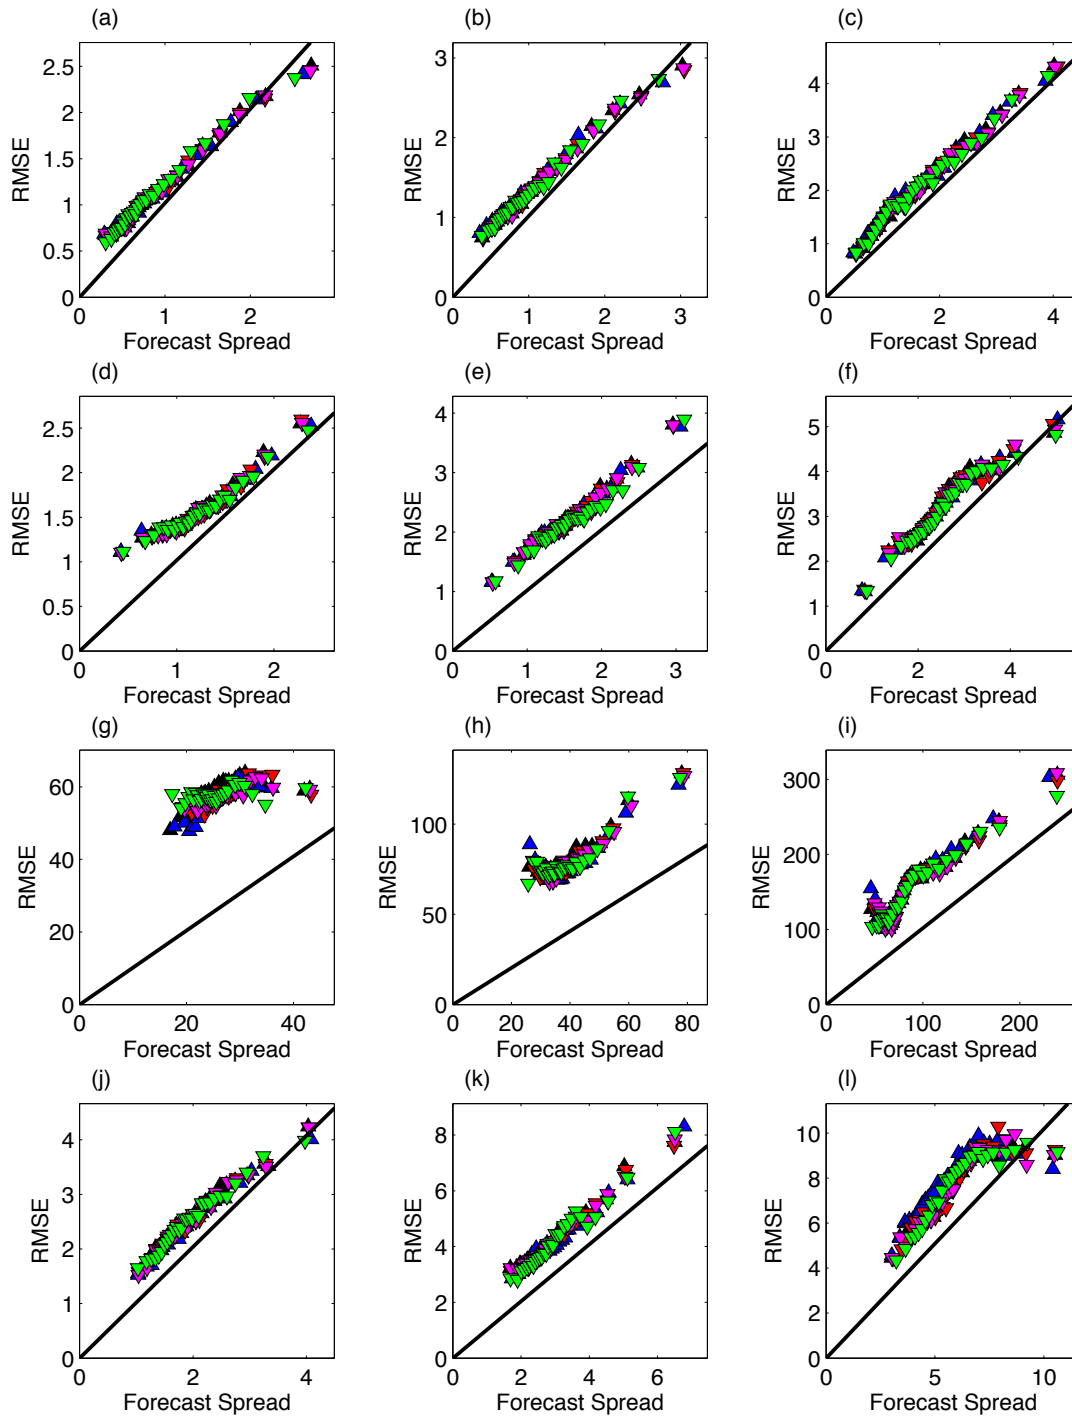 (a) (b) (c)
2.5 2 1.5 1 0.5 0 RMSE 0 1 2 Forecast Spread
3 2 1 0 RMSE 0 1 2 3 Forecast Spread
4 3 2 1 0 RMSE 0 2 4 Forecast Spread
(d) (e) (f)
2.5 2 1.5 1 0.5 0 RMSE 0 1 2 Forecast Spread
4 3 2 1 0 RMSE 0 1 2 3 Forecast Spread
5 4 3 2 1 0 RMSE 0 2 4 Forecast Spread
(g) (h) (i)
60 40 20 0 RMSE 0 20 40 Forecast Spread
100 50 0 RMSE 0 20 40 60 80 Forecast Spread
300 200 100 0 RMSE 0 100 200 Forecast Spread
(j) (k) (l)
4 3 2 1 0 RMSE 0 2 4 Forecast Spread
8 6 4 2 0 RMSE 0 2 4 6 Forecast Spread
10 8 6 4 2 0 RMSE 0 5 10 Forecast Spread